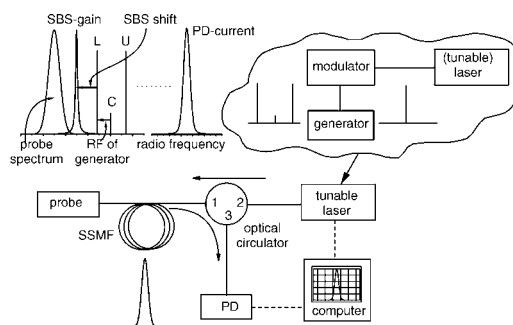 SBS-gain
SBS shift
L
U
PD-current
C
probe
spectrum
RF of
generator
radio frequency
modulator
(tunable)
laser
generator
probe
SSMF
1
2
3
optical
circulator
tunable
laser
PD
computer